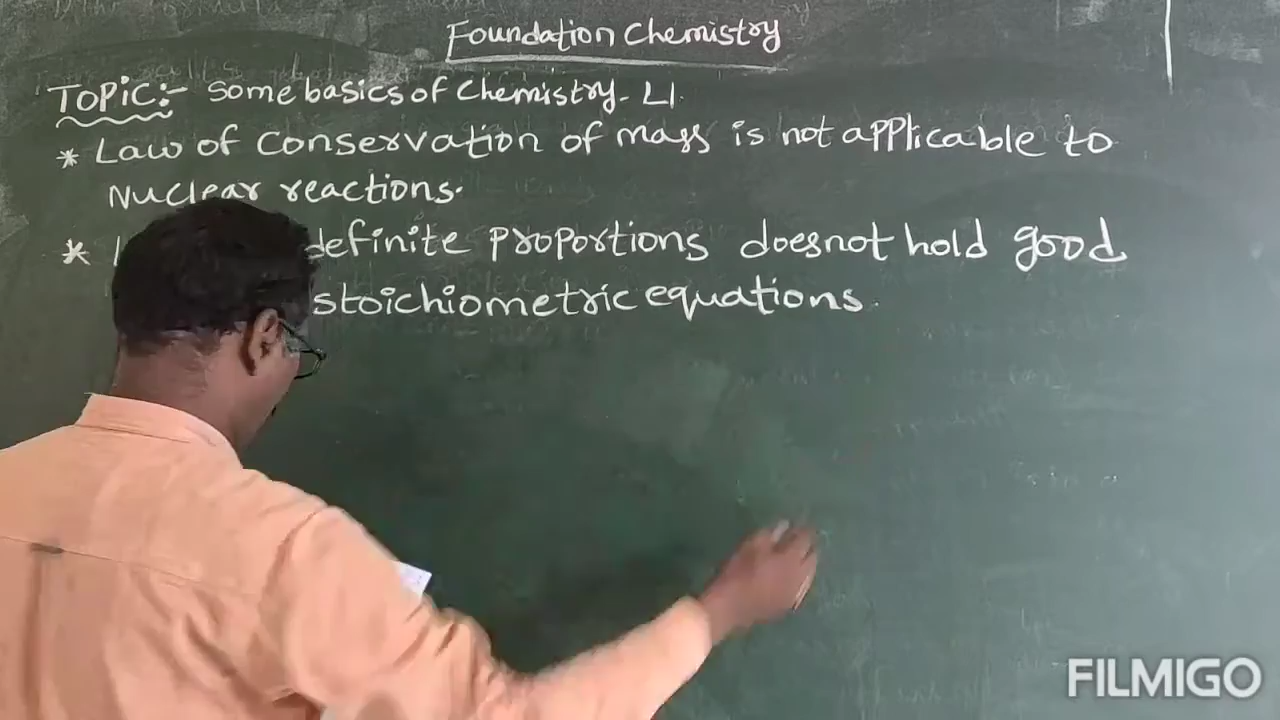 Foundation Chemistry
TOPIC:- Some basics of Chemistry- L1.
* Law of conservation of mass is not applicable to
Nuclear reactions.
* definite proportions doesnot hold good
stoichiometric equations.
FILMIGO